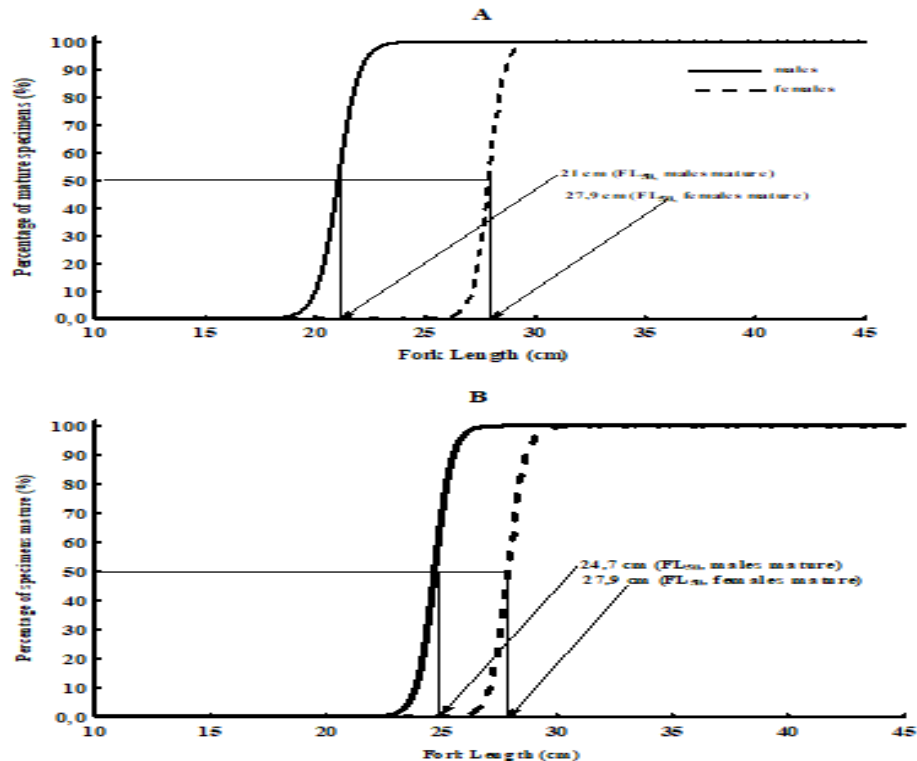 A
Percentage of mature specimens (%)
100
90
80
70
60
50
40
30
20
10
0,0
males
females
21 cm (FL50, males mature)
27,9 cm (FL50, females mature)
10 15 20 25 30 35 40 45
Fork Length (cm)
B
Percentage of specimens mature (%)
100
90
80
70
60
50
40
30
20
10
0,0
24,7 cm (FL50, males mature)
27,9 cm (FL50, females mature)
10 15 20 25 30 35 40 45
Fork Length (cm)